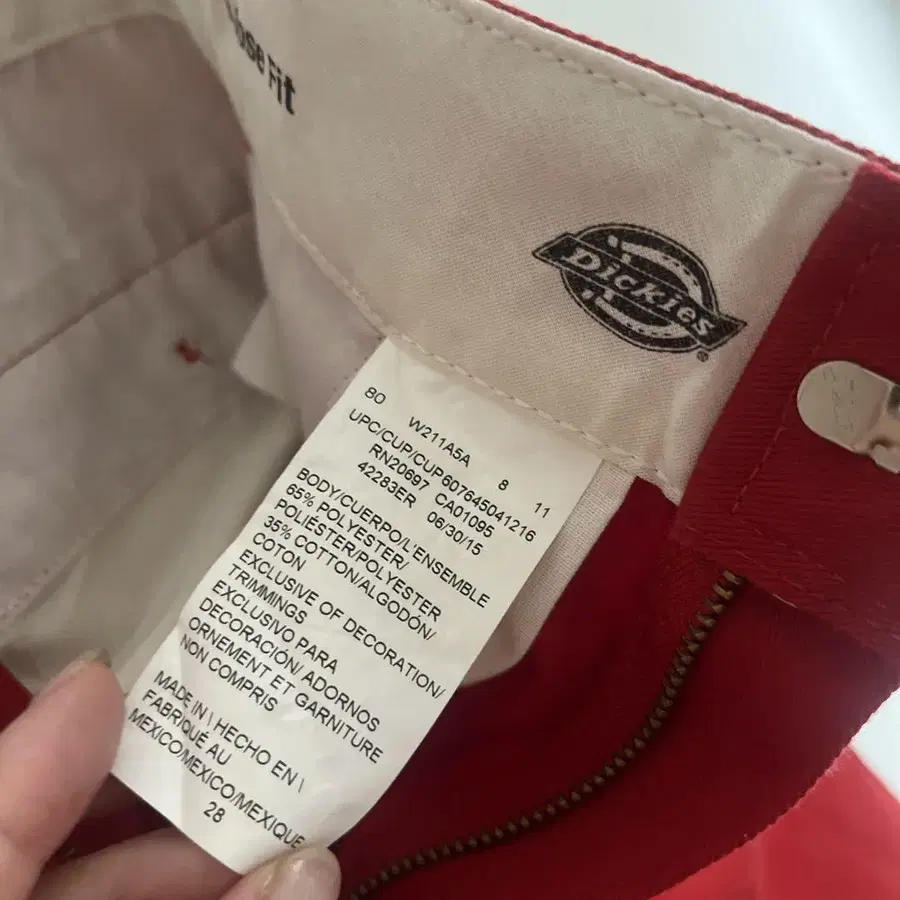 Fit
Dickies
®
80 W211A5A 8 11
UPC/CUP/CUP607645041216
RN20697 CA01095
42283ER 06/30/15
BODY/CUERPO/L'ENSEMBLE
65% POLYESTER/
POLIÉSTER/POLYESTER
35% COTTON/ALGODÓN/
COTON
EXCLUSIVE OF DECORATION/
TRIMMINGS
EXCLUSIVO PARA
DECORACIÓN/ ADORNOS
ORNEMENT ET GARNITURE
NON COMPRIS
MADE IN \ HECHO EN \
FABRIQUÉ AU
MEXICO/MEXICO/MEXIQUE
28